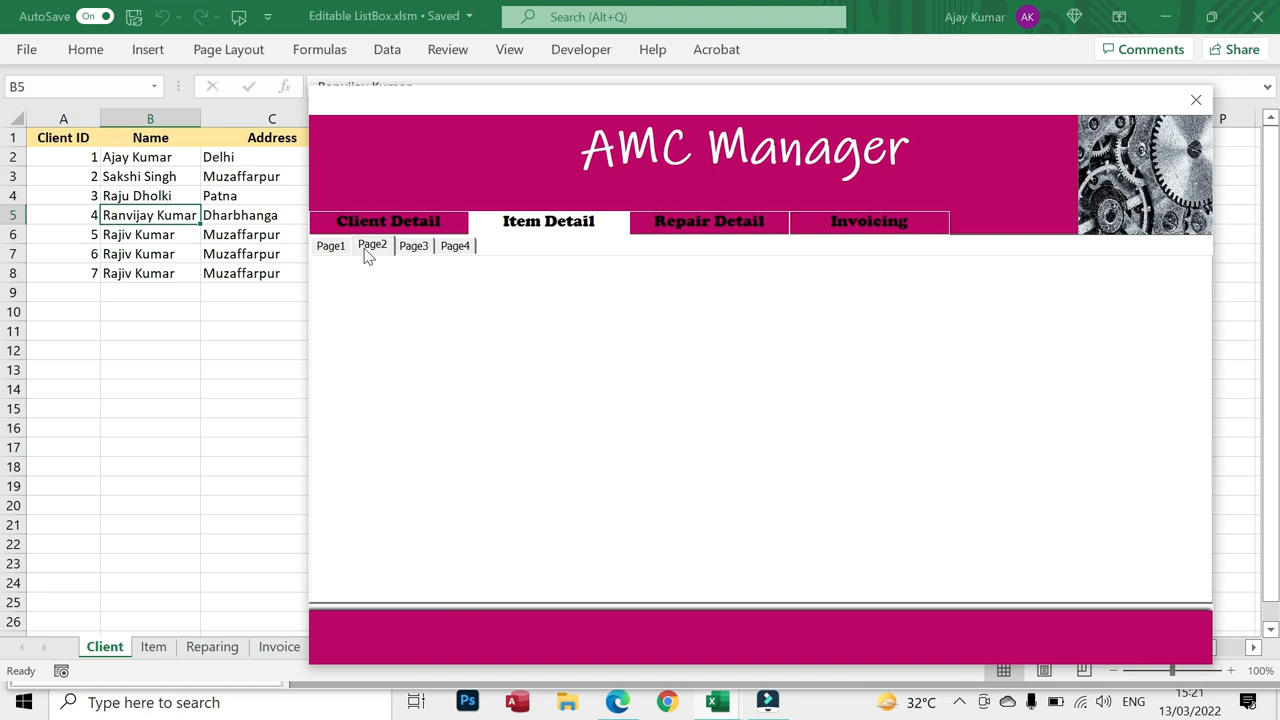 AutoSave On Editable ListBox.xlsm • Saved Search (Alt+Q) Ajay Kumar AK
File Home Insert Page Layout Formulas Data Review View Developer Help Acrobat Comments Share
B5 fx Ranvijay Kumar
A B C P
1 Client ID Name Address
2 1 Ajay Kumar Delhi
3 2 Sakshi Singh Muzaffarpur
4 3 Raju Dholki Patna
5 4 Ranvijay Kumar Dharbhanga
6 5 Rajiv Kumar Muzaffarpur
7 6 Rajiv Kumar Muzaffarpur
8 7 Rajiv Kumar Muzaffarpur
9
10
11
12
13
14
15
16
17
18
19
20
21
22
23
24
25
26
AMC Manager
Client Detail Item Detail Repair Detail Invoicing
Page1 Page2 Page3 Page4
Client Item Reparing Invoice
Ready 100%
Type here to search Ps A 32°C ENG 15:21
13/03/2022